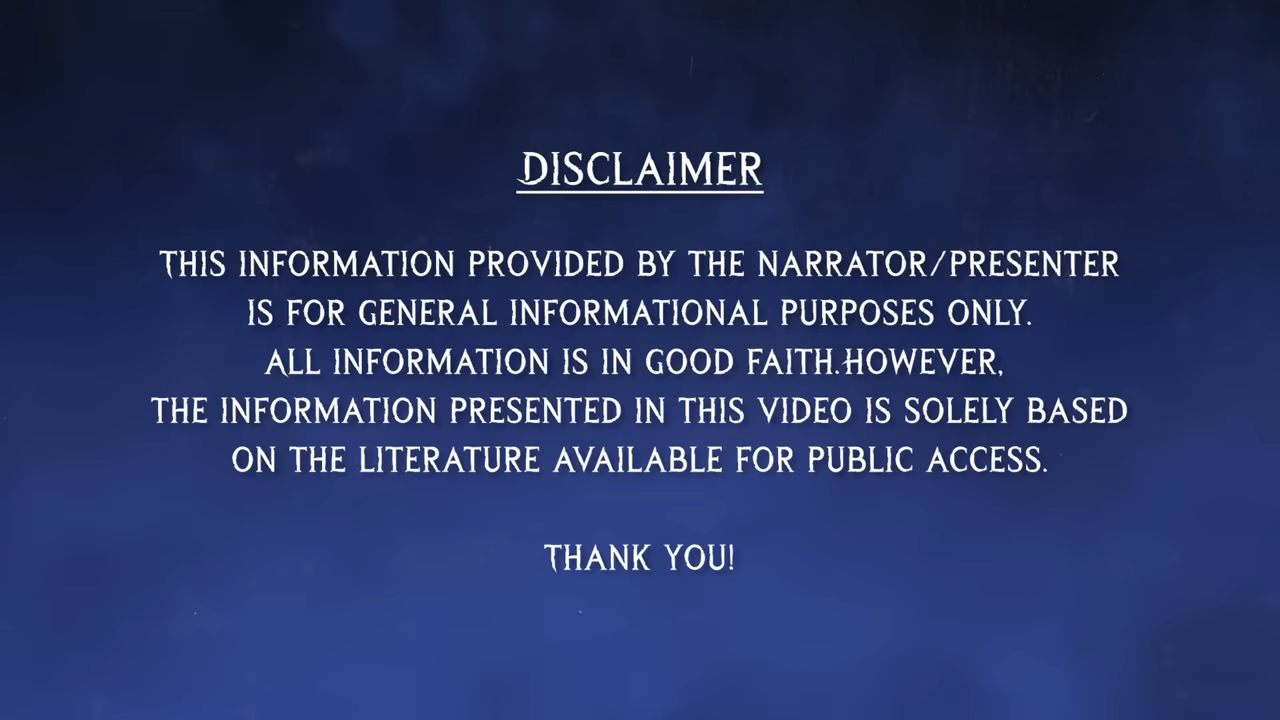 DISCLAIMER
THIS INFORMATION PROVIDED BY THE NARRATOR/PRESENTER
IS FOR GENERAL INFORMATIONAL PURPOSES ONLY.
ALL INFORMATION IS IN GOOD FAITH.HOWEVER,
THE INFORMATION PRESENTED IN THIS VIDEO IS SOLELY BASED
ON THE LITERATURE AVAILABLE FOR PUBLIC ACCESS.
THANK YOU!